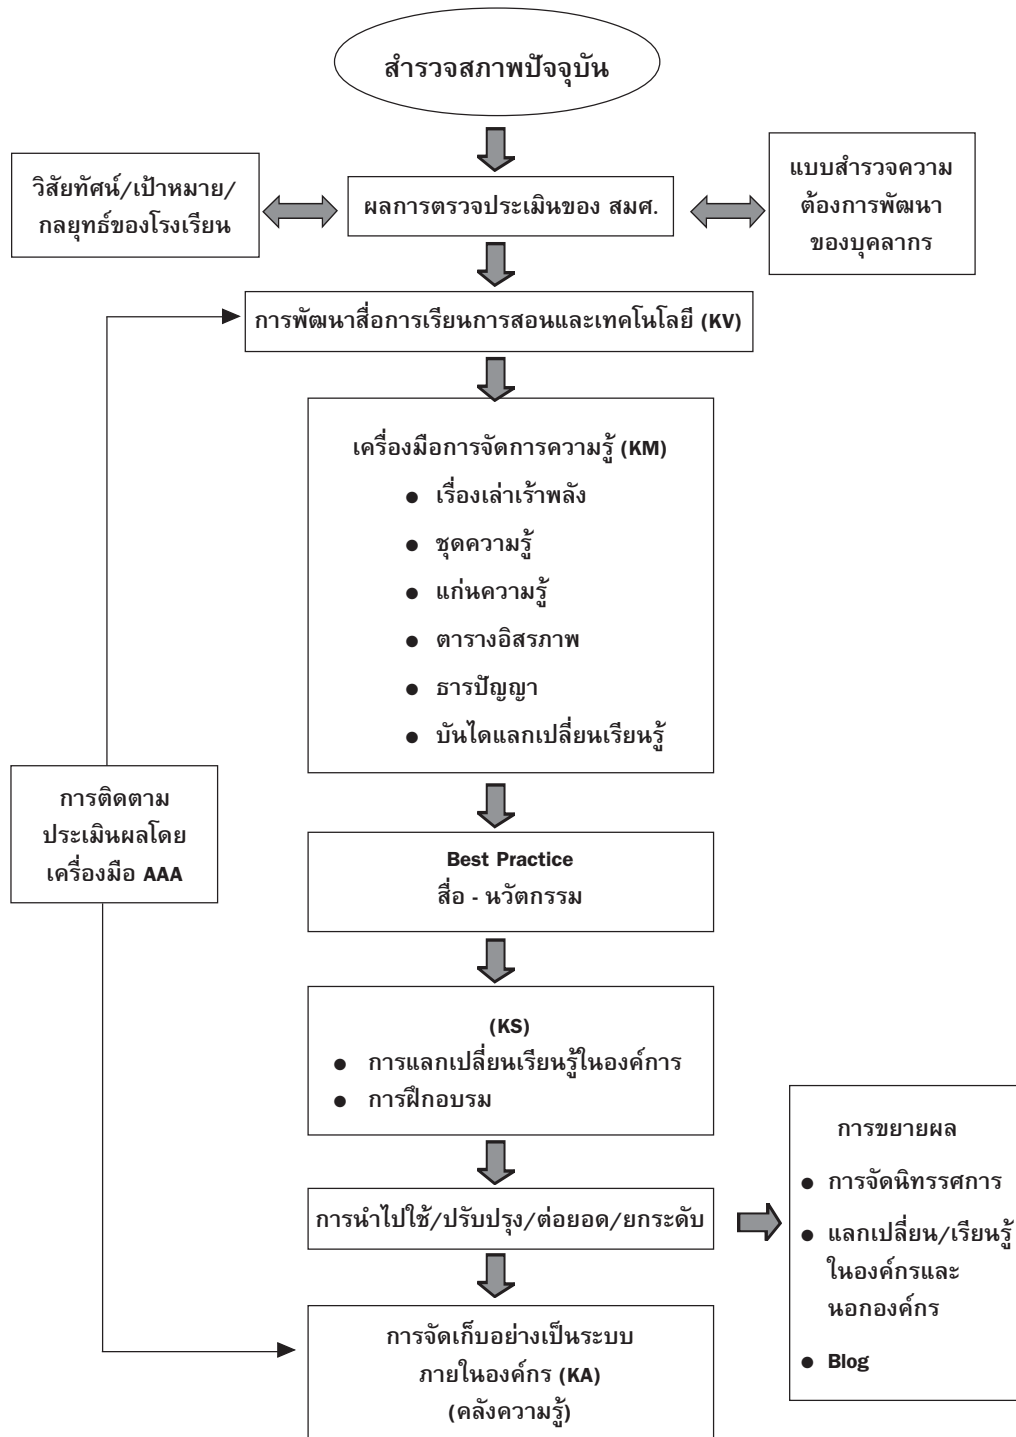 สำรวจสภาพปัจจุบัน
วิสัยทัศน์/เป้าหมาย/
กลยุทธ์ของโรงเรียน
ผลการตรวจประเมินของ สมศ.
แบบสำรวจความ
ต้องการพัฒนา
ของบุคลากร
การพัฒนาสื่อการเรียนการสอนและเทคโนโลยี (KV)
เครื่องมือการจัดการความรู้ (KM)
● เรื่องเล่าเร้าพลัง
● ชุดความรู้
● แก่นความรู้
● ตารางอิสรภาพ
● ธารปัญญา
● บันไดแลกเปลี่ยนเรียนรู้
การติดตาม
ประเมินผลโดย
เครื่องมือ AAA
Best Practice
สื่อ - นวัตกรรม
(KS)
● การแลกเปลี่ยนเรียนรู้ในองค์การ
● การฝึกอบรม
การนำไปใช้/ปรับปรุง/ต่อยอด/ยกระดับ
การขยายผล
● การจัดนิทรรศการ
● แลกเปลี่ยน/เรียนรู้
ในองค์กรและ
นอกองค์กร
● Blog
การจัดเก็บอย่างเป็นระบบ
ภายในองค์กร (KA)
(คลังความรู้)